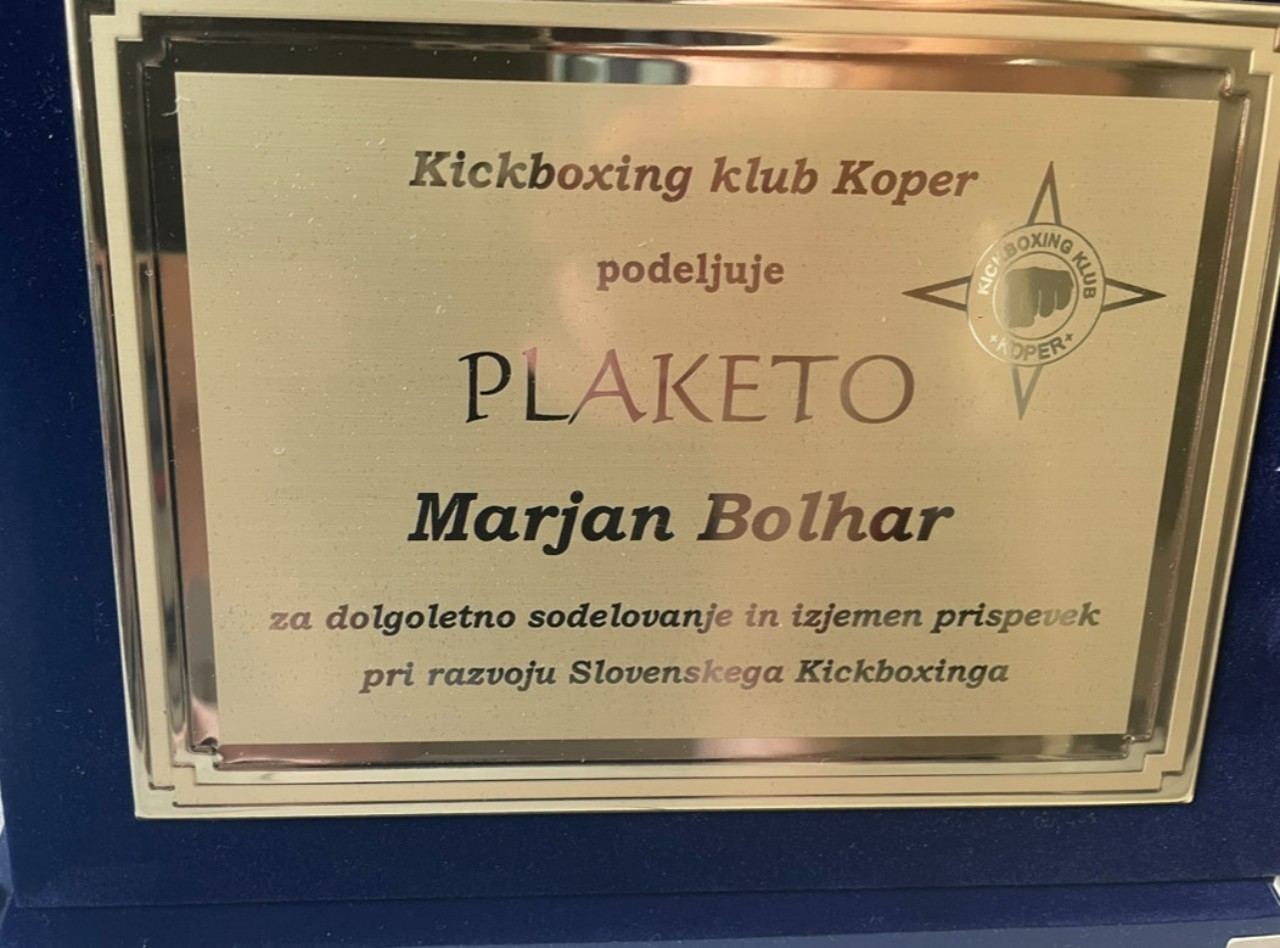 Kickboxing klub Koper
podeljuje
KICKBOXING KLUB
KOPER
PLAKETO
Marjan Bolhar
za dolgoletno sodelovanje in izjemen prispevek
pri razvoju Slovenskega Kickboxinga